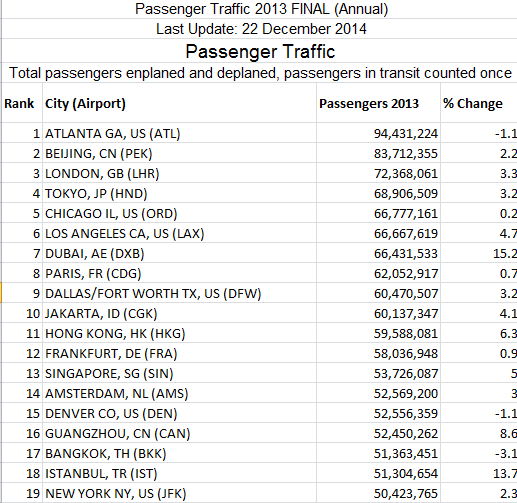 Passenger Traffic 2013 FINAL (Annual)
Last Update: 22 December 2014
Passenger Traffic
Total passengers enplaned and deplaned, passengers in transit counted once
Rank City (Airport) Passengers 2013 % Change
1 ATLANTA GA, US (ATL) 94,431,224 -1.1
2 BEIJING, CN (PEK) 83,712,355 2.2
3 LONDON, GB (LHR) 72,368,061 3.3
4 TOKYO, JP (HND) 68,906,509 3.2
5 CHICAGO IL, US (ORD) 66,777,161 0.2
6 LOS ANGELES CA, US (LAX) 66,667,619 4.7
7 DUBAI, AE (DXB) 66,431,533 15.2
8 PARIS, FR (CDG) 62,052,917 0.7
9 DALLAS/FORT WORTH TX, US (DFW) 60,470,507 3.2
10 JAKARTA, ID (CGK) 60,137,347 4.1
11 HONG KONG, HK (HKG) 59,588,081 6.3
12 FRANKFURT, DE (FRA) 58,036,948 0.9
13 SINGAPORE, SG (SIN) 53,726,087 5
14 AMSTERDAM, NL (AMS) 52,569,200 3
15 DENVER CO, US (DEN) 52,556,359 -1.1
16 GUANGZHOU, CN (CAN) 52,450,262 8.6
17 BANGKOK, TH (BKK) 51,363,451 -3.1
18 ISTANBUL, TR (IST) 51,304,654 13.7
19 NEW YORK NY, US (JFK) 50,423,765 2.3